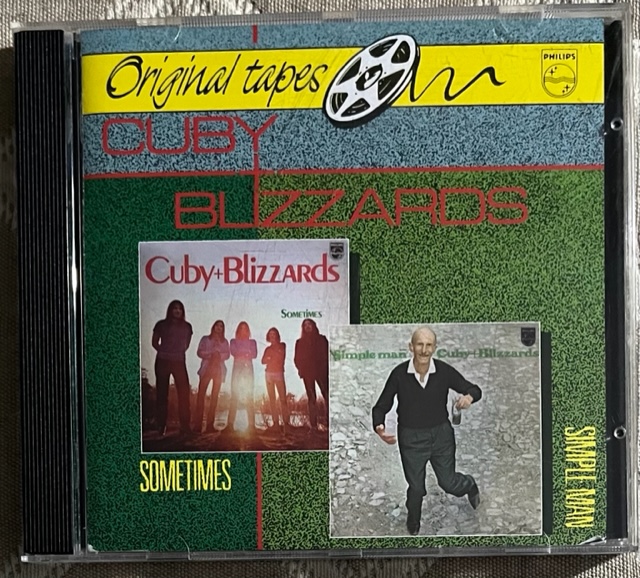 Original tapes
PHILIPS
CUBY
BLIZZARDS
Cuby+Blizzards
Sometimes
Simple man Cuby+Blizzards
SOMETIMES
SIMPLE MAN